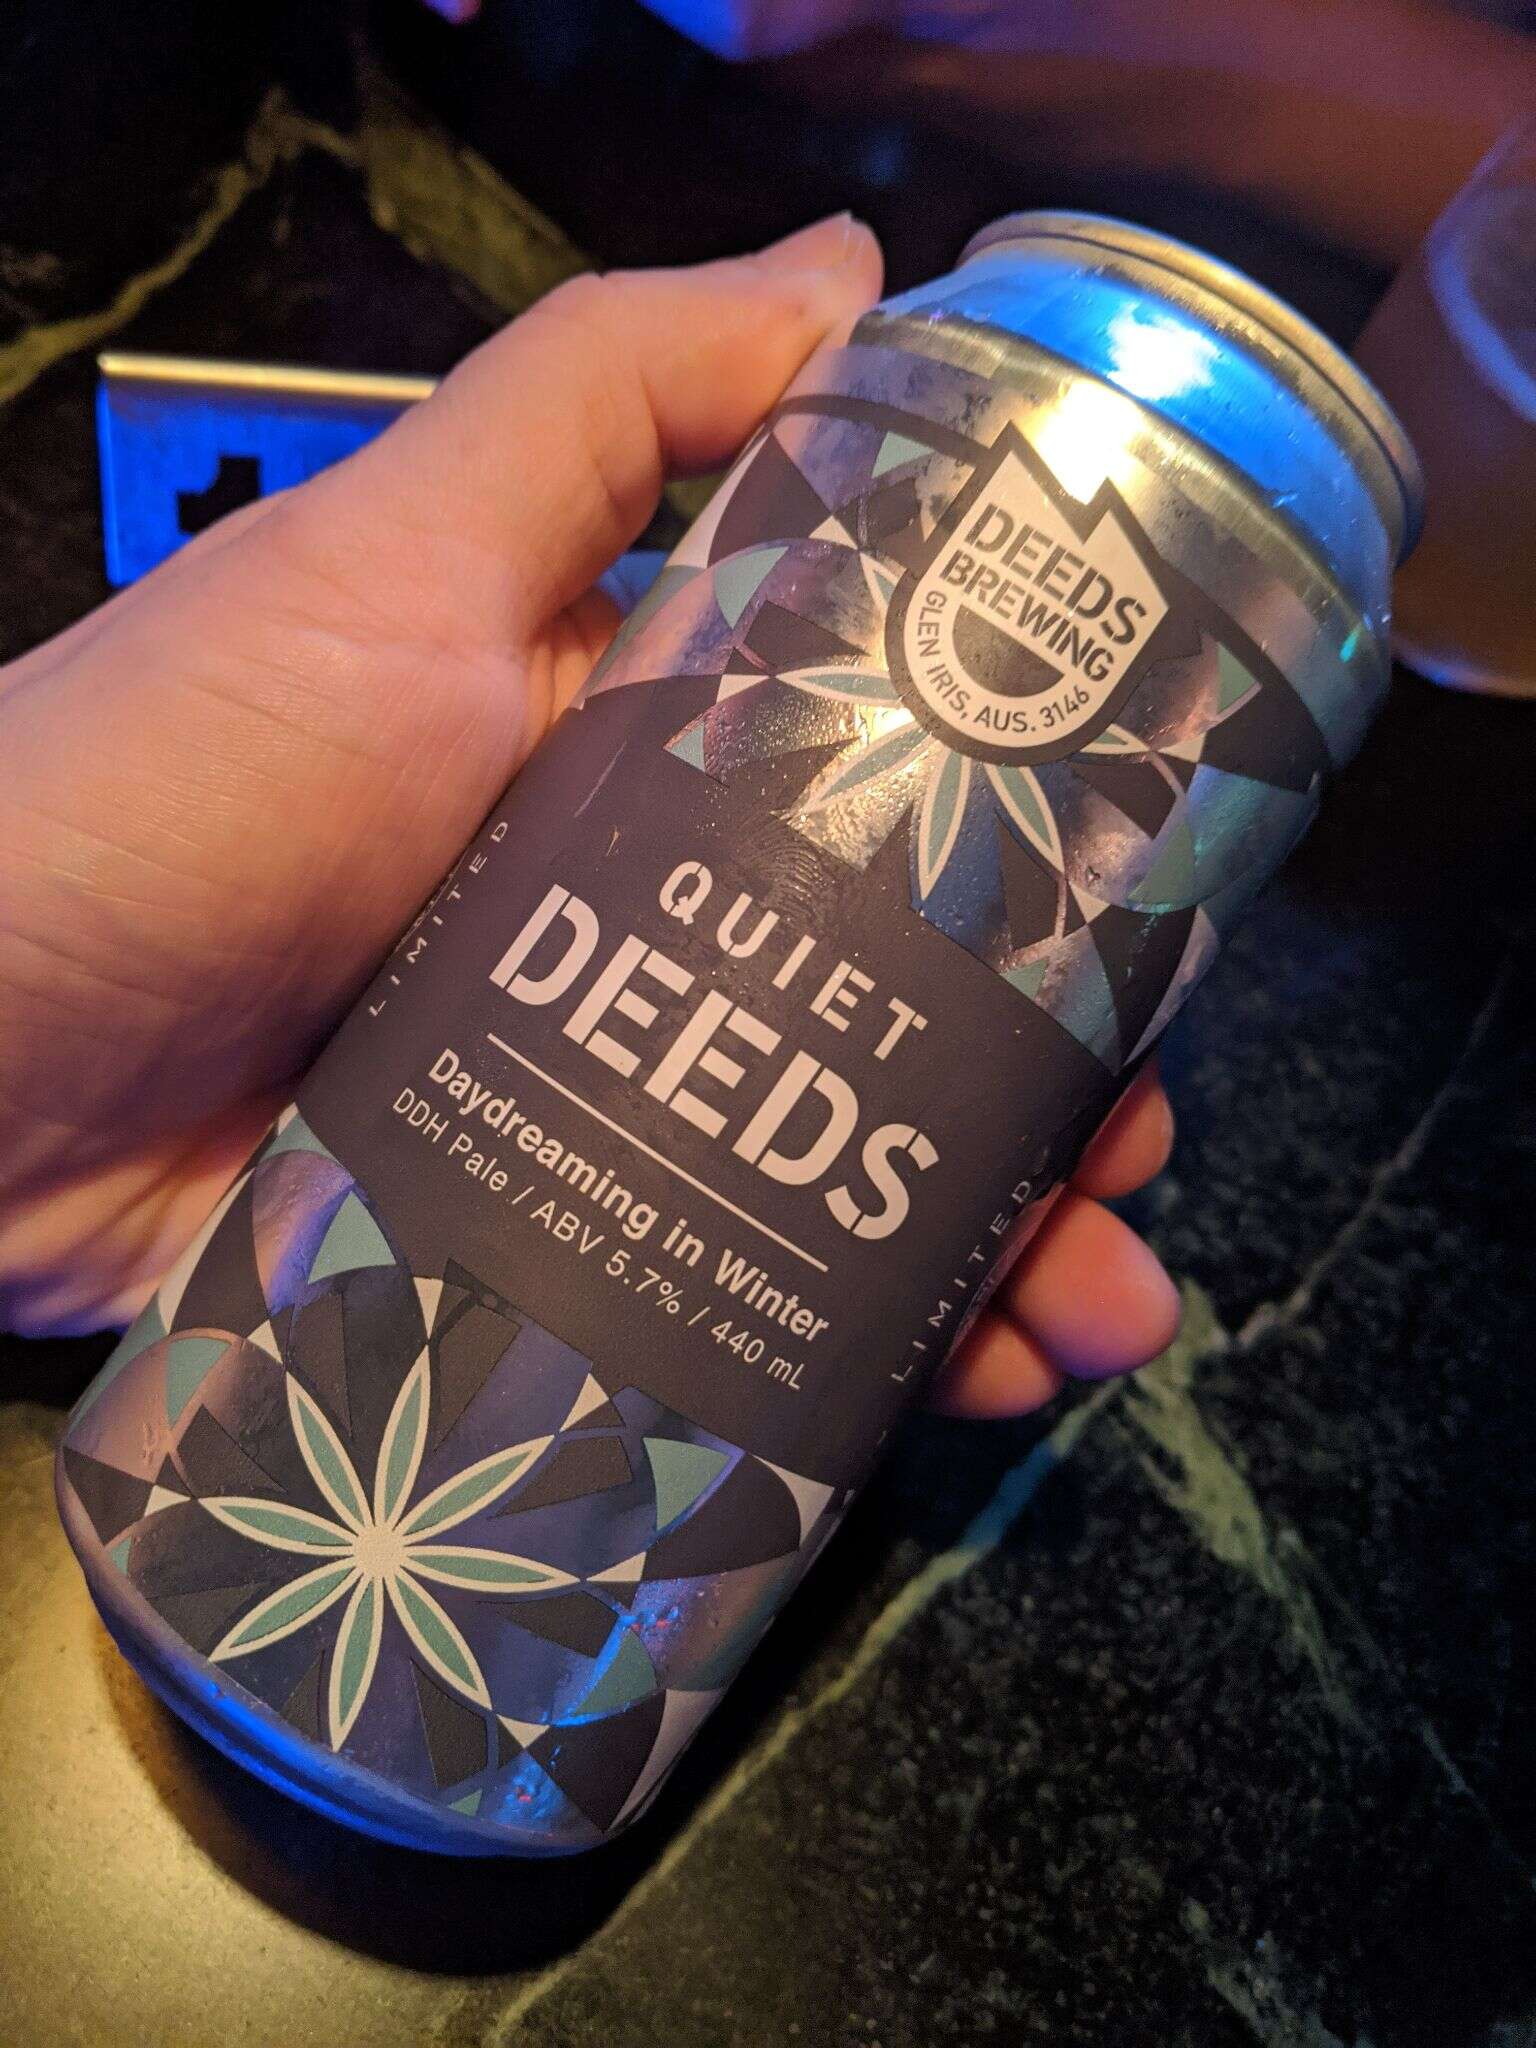 DEEDS
BREWING
GLEN IRIS, AUS. 3146
QUIET
DEEDS
Daydreaming in Winter
DDH Pale / ABV 5.7% / 440 mL
LIMITED
LIMITED